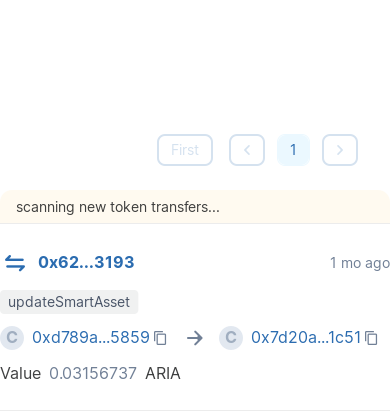 First 1
scanning new token transfers...
0x62...3193 1 mo ago
updateSmartAsset
C 0xd789a...5859 C 0x7d20a...1c51
Value 0.03156737 ARIA